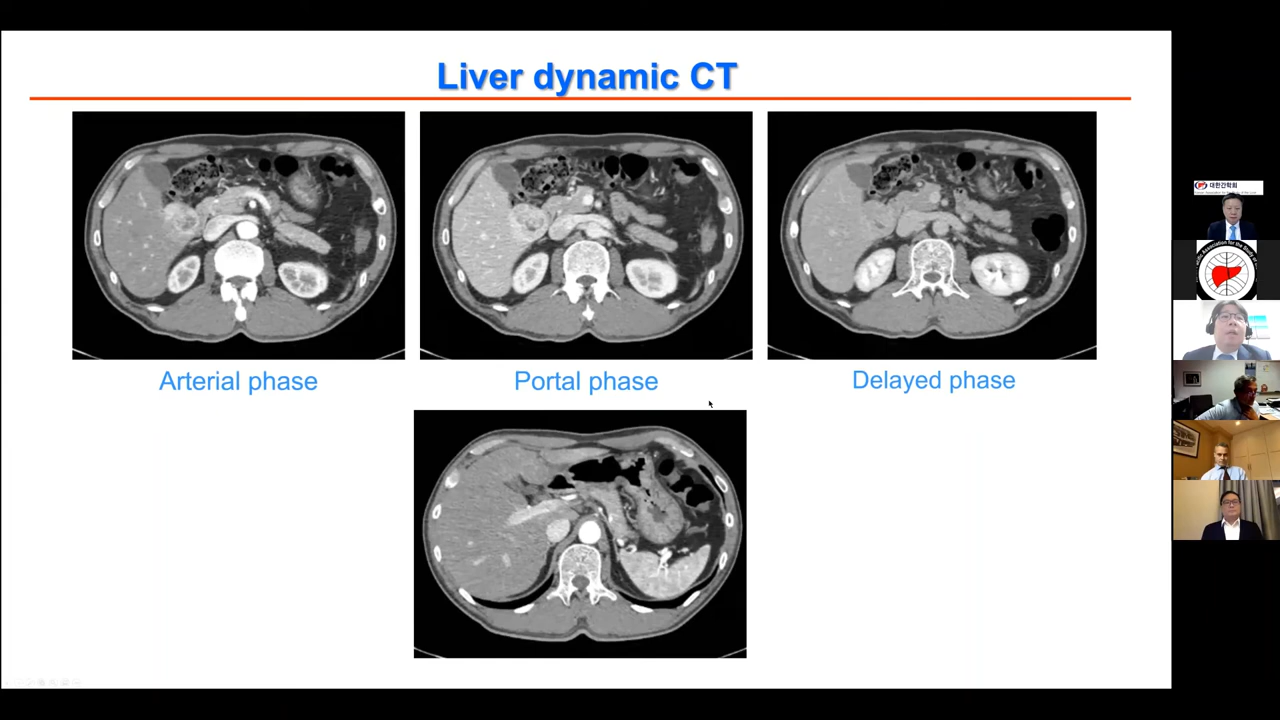 Liver dynamic CT
Arterial phase
Portal phase
Delayed phase
대한간학회